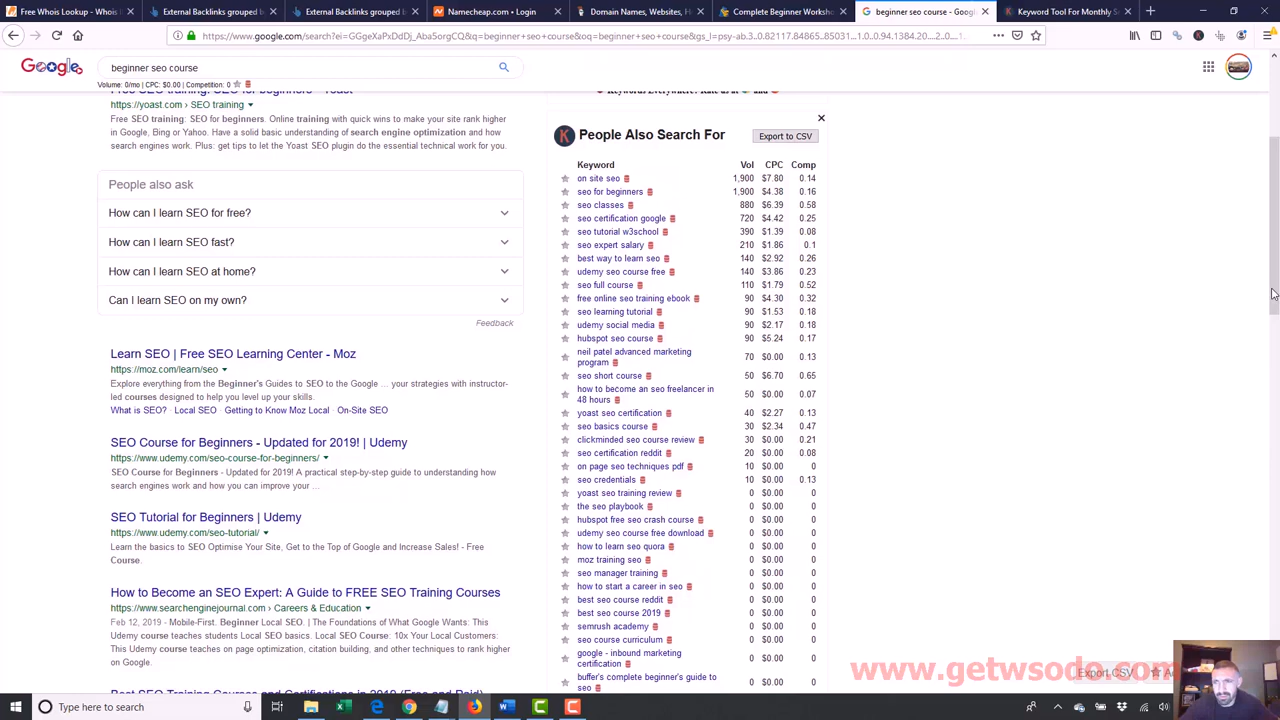 Free Lookup - Whois
External Backlinks grouped b
External Backlinks grouped b
Namecheap.com • Login
Domain Names, Websites, H
Complete Beginner Worksho
beginner seo course - Google
Keyword Tool For Monthly S
https://www.google.com/search?ei=GGgeXaPxDdDj_Aba5orgCQ&q=beginner+seo+course&oq=beginner+seo+course&gs_l=psy-ab.3..0.82117.84865..85031...1.0..0.94.1384.20......0....1..
Google
beginner seo course
Volume: 0/mo | CPC: $0.00 | Competition: 0
Free SEO training: SEO for beginners - Yoast
https://yoast.com › SEO training
Free SEO training: SEO for beginners. Online training with quick wins to make your site rank higher
in Google, Bing or Yahoo. Have a solid basic understanding of search engine optimization and how
search engines work. Plus: get tips to let the Yoast SEO plugin do the essential technical work for you.
People also ask
How can I learn SEO for free?
How can I learn SEO fast?
How can I learn SEO at home?
Can I learn SEO on my own?
Feedback
Learn SEO | Free SEO Learning Center - Moz
https://moz.com/learn/seo
Explore everything from the Beginner's Guides to SEO to the Google ... your strategies with instructor-
led courses designed to help you level up your skills.
What is SEO? · Local SEO · Getting to Know Moz Local · On-Site SEO
SEO Course for Beginners - Updated for 2019! | Udemy
https://www.udemy.com/seo-course-for-beginners/
SEO Course for Beginners - Updated for 2019! A practical step-by-step guide to understanding how
search engines work and how you can improve your ...
SEO Tutorial for Beginners | Udemy
https://www.udemy.com/seo-tutorial/
Learn the basics to SEO Optimise Your Site, Get to the Top of Google and Increase Sales! - Free
Course.
How to Become an SEO Expert: A Guide to FREE SEO Training Courses
https://www.searchenginejournal.com › Careers & Education
Feb 12, 2019 - Mobile-First. Beginner Local SEO. | The Foundations of What Google Wants: This
Udemy course teaches students Local SEO basics. Local SEO Course: 10x Your Local Customers:
This Udemy course teaches on page optimization, citation building, and other techniques to rank higher
on Google.
Best SEO Training Courses and Certifications in 2019 (Free and Paid)
Keywords Everywhere? Rate us at and
K People Also Search For
Export to CSV
Keyword Vol CPC Comp
on site seo 1,900 $7.80 0.14
seo for beginners 1,900 $4.38 0.16
seo classes 880 $6.39 0.58
seo certification google 720 $4.42 0.25
seo tutorial w3school 390 $1.39 0.08
seo expert salary 210 $1.86 0.1
best way to learn seo 140 $2.92 0.26
udemy seo course free 140 $3.86 0.23
seo full course 110 $1.79 0.52
free online seo training ebook 90 $4.30 0.32
seo learning tutorial 90 $1.53 0.18
udemy social media 90 $2.17 0.18
hubspot seo course 90 $5.24 0.17
neil patel advanced marketing
program 70 $0.00 0.13
seo short course 50 $6.70 0.65
how to become an seo freelancer in
48 hours 50 $0.00 0.07
yoast seo certification 40 $2.27 0.13
seo basics course 30 $2.34 0.47
clickminded seo course review 30 $0.00 0.21
seo certification reddit 20 $0.00 0.08
on page seo techniques pdf 10 $0.00 0
seo credentials 10 $0.00 0.13
yoast seo training review 0 $0.00 0
the seo playbook 0 $0.00 0
hubspot free seo crash course 0 $0.00 0
udemy seo course free download 0 $0.00 0
how to learn seo quora 0 $0.00 0
moz training seo 0 $0.00 0
seo manager training 0 $0.00 0
how to start a career in seo 0 $0.00 0
best seo course reddit 0 $0.00 0
best seo course 2019 0 $0.00 0
semrush academy 0 $0.00 0
seo course curriculum 0 $0.00 0
google - inbound marketing
certification 0 $0.00 0
buffer's complete beginner's guide to
seo 0 $0.00 0
www.getwsodo.com
Export CSV
Type here to search